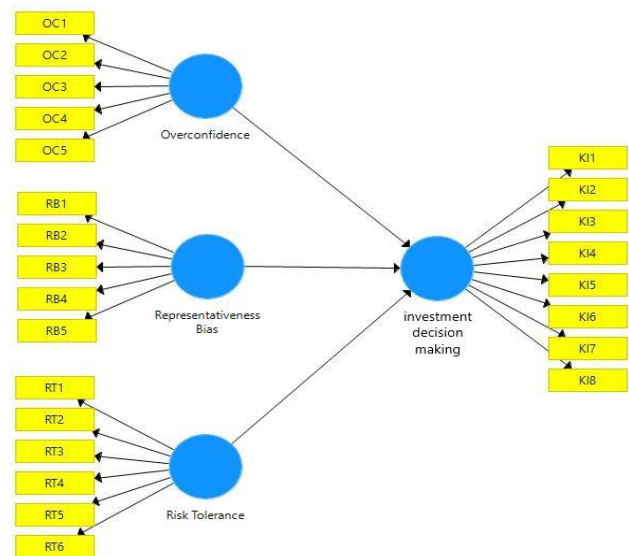 OC1
OC2
OC3
OC4
OC5
Overconfidence
RB1
RB2
RB3
RB4
RB5
Representativeness
Bias
RT1
RT2
RT3
RT4
RT5
RT6
Risk Tolerance
investment
decision
making
KI1
KI2
KI3
KI4
KI5
KI6
KI7
KI8